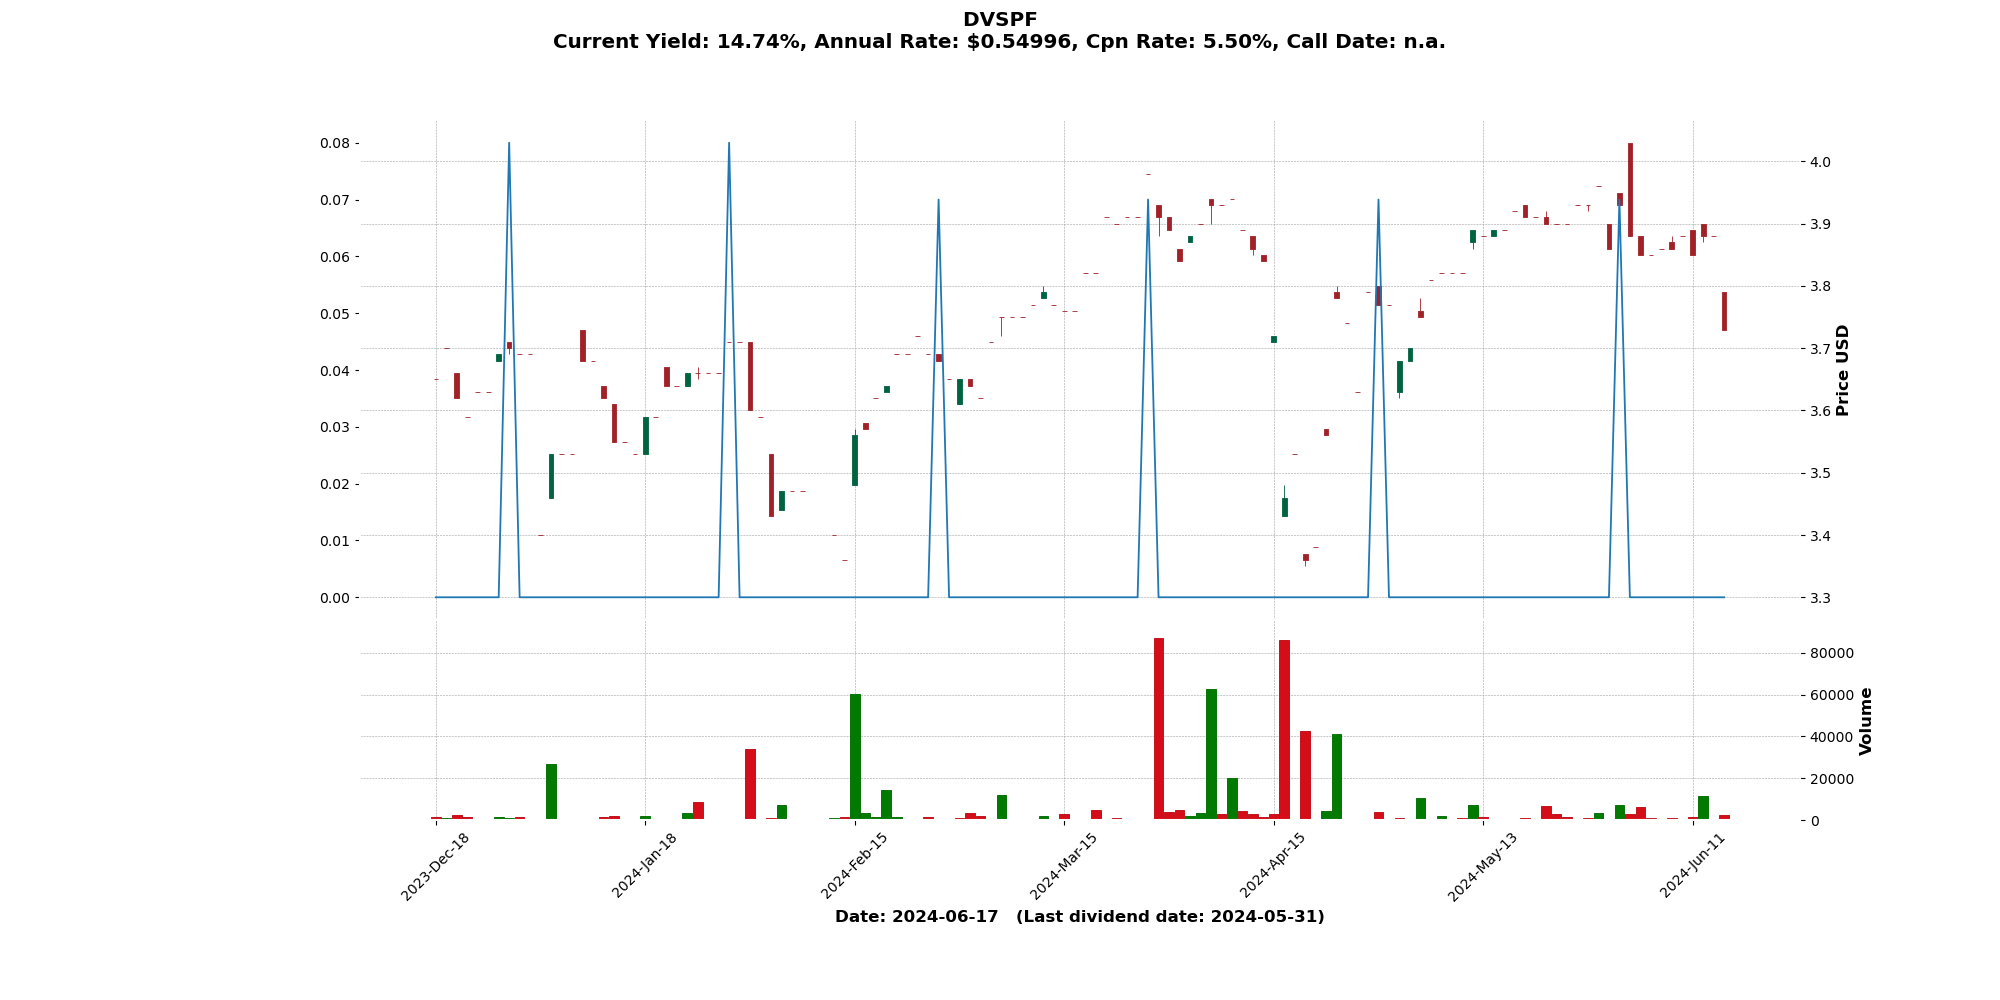 DVSPF
Current Yield: 14.74%, Annual Rate: $0.54996, Cpn Rate: 5.50%, Call Date: n.a.
0.08
0.07
0.06
0.05
0.04
0.03
0.02
0.01
0.00
4.0
3.9
3.8
3.7
3.6
3.5
3.4
3.3
Price USD
80000
60000
40000
20000
0
Volume
2023-Dec-18
2024-Jan-18
2024-Feb-15
2024-Mar-15
2024-Apr-15
2024-May-13
2024-Jun-11
Date: 2024-06-17   (Last dividend date: 2024-05-31)